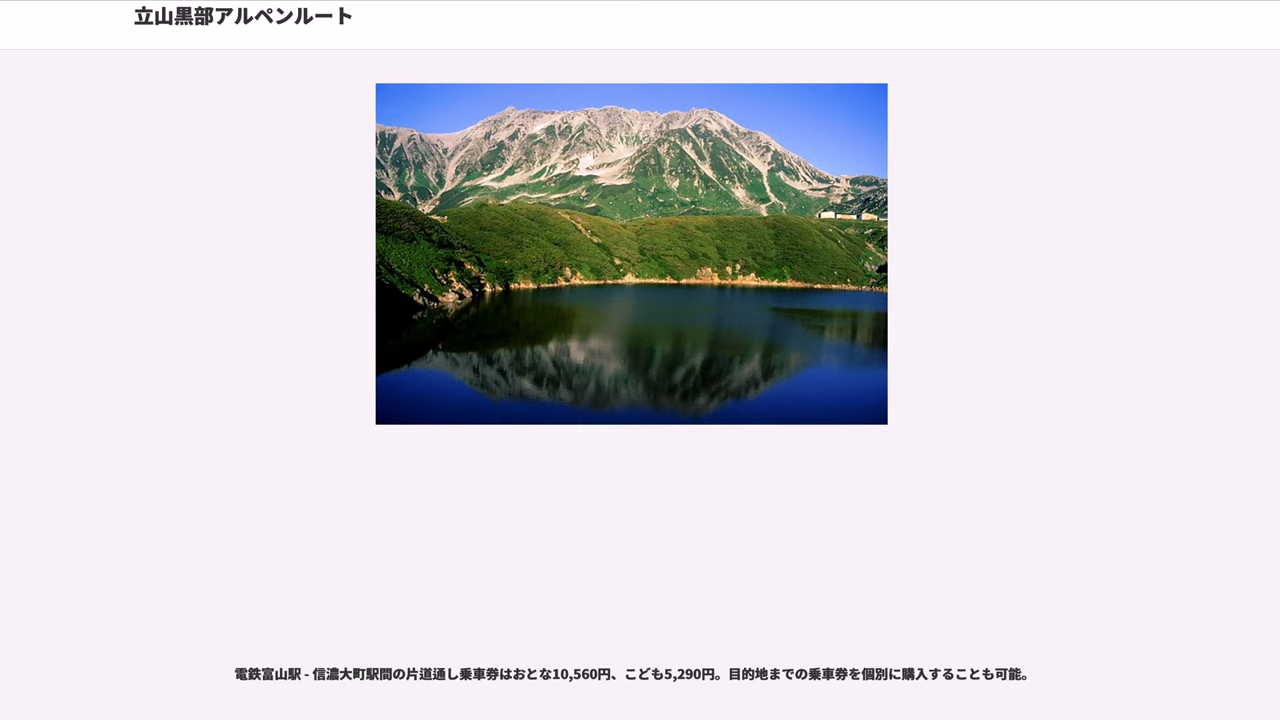 立山黒部アルペンルート
電鉄富山駅 - 信濃大町駅間の片道通し乗車券はおとな10,560円、こども5,290円。目的地までの乗車券を個別に購入することも可能。